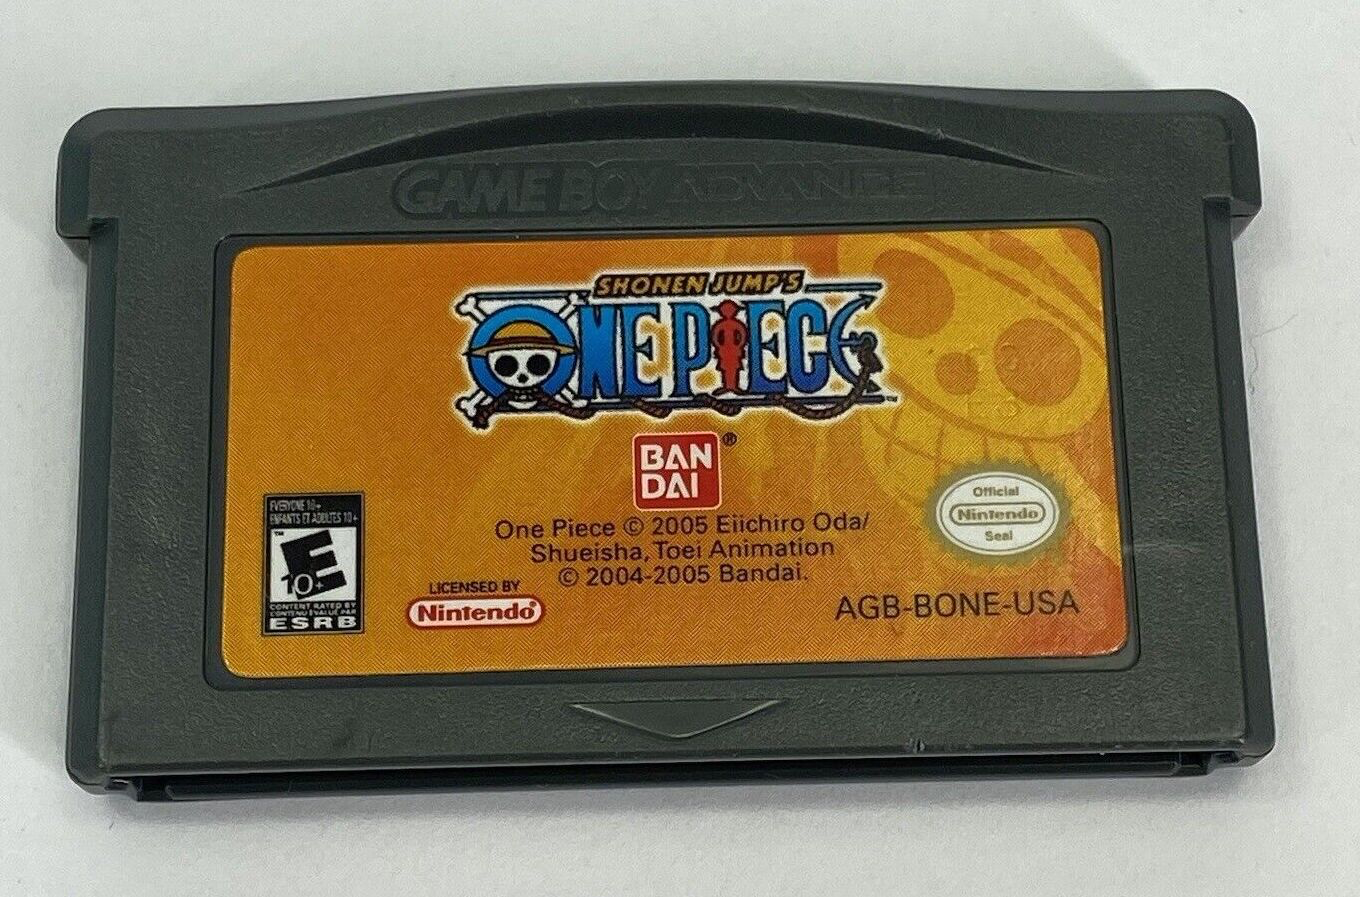 GAME BOY ADVANCE
SHONEN JUMP'S
ONE PIECE™
BAN
DAI®
One Piece © 2005 Eiichiro Oda/
Shueisha, Toei Animation
© 2004-2005 Bandai.
EVERYONE 10+
ENFANTS ET ADULTES 10+
™
E
10+
CONTENT RATED BY
CONTENU ÉVALUÉ PAR
ESRB
LICENSED BY
Nintendo®
Official
Nintendo
Seal
AGB-BONE-USA